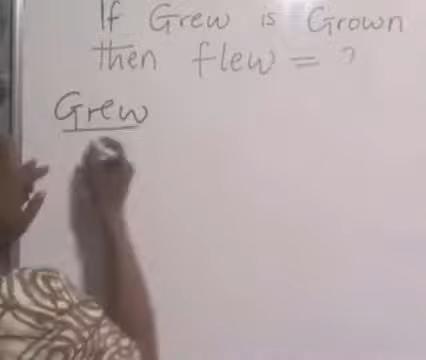 If Grew is Grown
then flew = ?
Grew